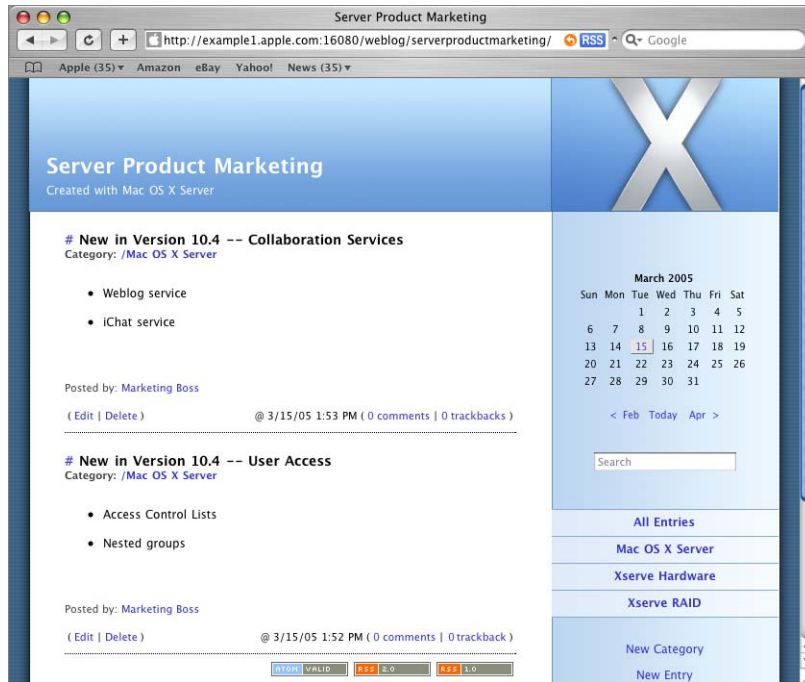 Server Product Marketing
http://example1.apple.com:16080/weblog/serverproductmarketing/ RSS Google
Apple (35) Amazon eBay Yahoo! News (35)
X
Server Product Marketing
Created with Mac OS X Server
# New in Version 10.4 -- Collaboration Services
Category: /Mac OS X Server
• Weblog service
• iChat service
Posted by: Marketing Boss
( Edit | Delete ) @ 3/15/05 1:53 PM ( 0 comments | 0 trackbacks )
# New in Version 10.4 -- User Access
Category: /Mac OS X Server
• Access Control Lists
• Nested groups
Posted by: Marketing Boss
( Edit | Delete ) @ 3/15/05 1:52 PM ( 0 comments | 0 trackback )
ATOM VALID RSS 2.0 RSS 1.0
March 2005
Sun Mon Tue Wed Thu Fri Sat
1 2 3 4 5
6 7 8 9 10 11 12
13 14 15 16 17 18 19
20 21 22 23 24 25 26
27 28 29 30 31
< Feb Today Apr >
Search
All Entries
Mac OS X Server
Xserve Hardware
Xserve RAID
New Category
New Entry